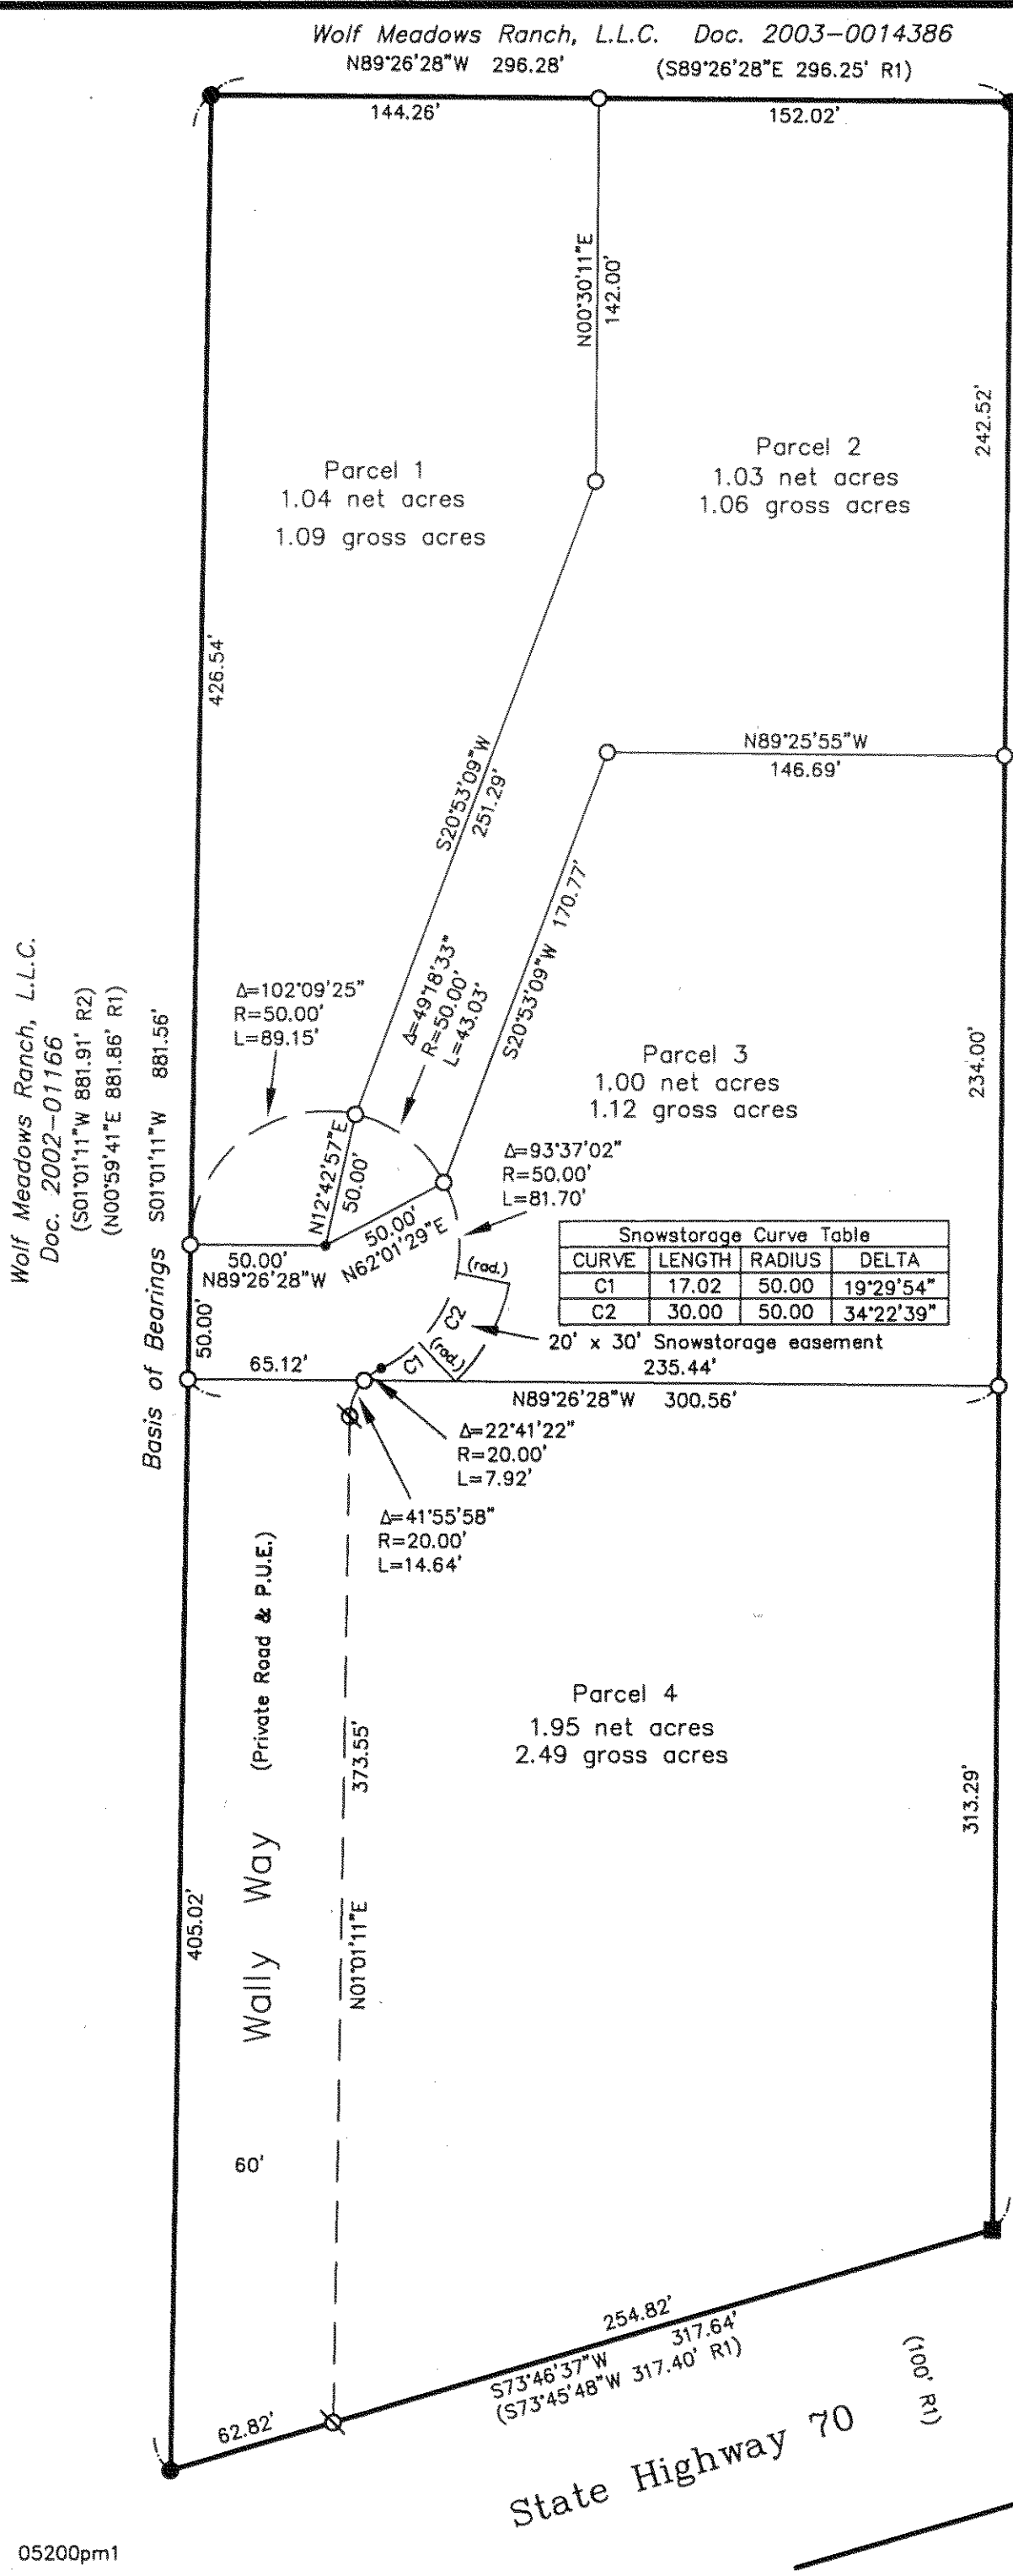 Wolf Meadows Ranch, L.L.C. Doc. 2003-0014386
N89°26'28"W 296.28' (S89°26'28"E 296.25' R1)
144.26'
152.02'
N00°30'11"E
142.00'
242.52'
Parcel 1
1.04 net acres
1.09 gross acres
Parcel 2
1.03 net acres
1.06 gross acres
426.54'
S20°53'09"W
251.29'
N89°25'55"W
146.69'
S20°53'09"W 170.77'
Wolf Meadows Ranch, L.L.C.
Doc. 2002-01166
(S01°01'11"W 881.91' R2)
(N00°59'41"E 881.86' R1)
Basis of Bearings S01°01'11"W 881.56'
Δ=102°09'25"
R=50.00'
L=89.15'
Δ=49°18'33"
R=50.00'
L=43.03'
Parcel 3
1.00 net acres
1.12 gross acres
234.00'
N12°42'57"E
50.00'
50.00'
N62°01'29"E
Δ=93°37'02"
R=50.00'
L=81.70'
50.00'
N89°26'28"W
50.00'
(rad.)
C2
(rad.)
C1
Snowstorage Curve Table
CURVE LENGTH RADIUS DELTA
C1 17.02 50.00 19°29'54"
C2 30.00 50.00 34°22'39"
20' x 30' Snowstorage easement
65.12'
235.44'
N89°26'28"W 300.56'
Δ=22°41'22"
R=20.00'
L=7.92'
Δ=41°55'58"
R=20.00'
L=14.64'
Wally Way (Private Road & P.U.E.)
60'
405.02'
N01°01'11"E 373.55'
Parcel 4
1.95 net acres
2.49 gross acres
313.29'
254.82'
62.82'
S73°46'37"W 317.64'
(S73°45'48"W 317.40' R1)
State Highway 70
(100' R1)
05200pm1